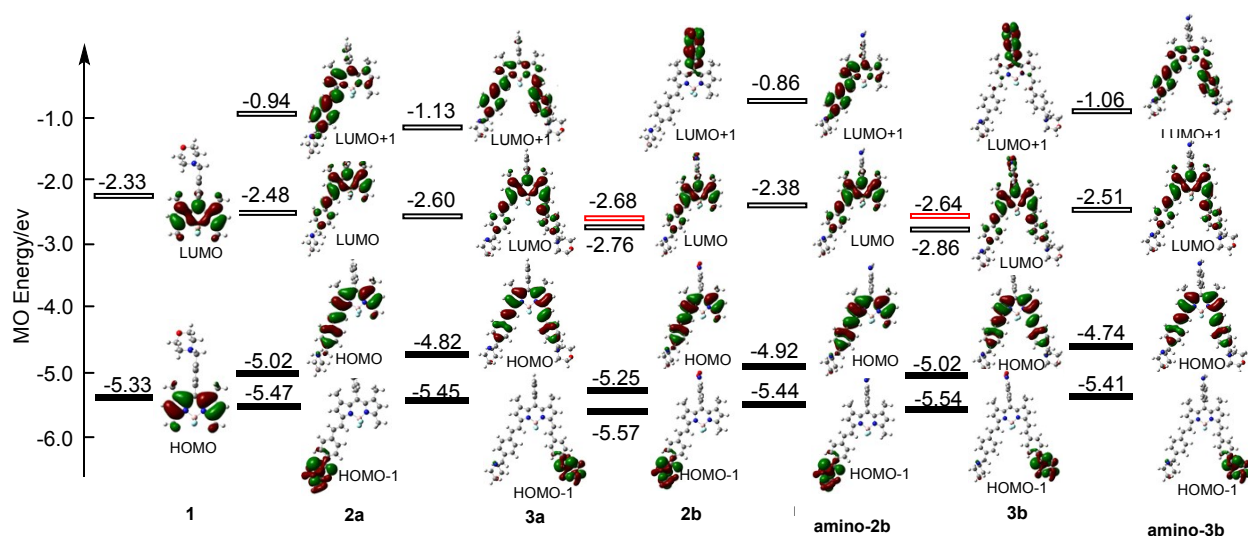 MO Energy/ev
-1.0
-2.0
-3.0
-4.0
-5.0
-6.0
-2.33
LUMO
-5.33
HOMO
1
-0.94
LUMO+1
-2.48
LUMO
-5.02
HOMO
-5.47
HOMO-1
2a
-1.13
LUMO+1
-2.60
LUMO
-4.82
HOMO
-5.45
HOMO-1
3a
LUMO+1
-2.68
-2.76
LUMO
HOMO
-5.25
-5.57
HOMO-1
2b
-0.86
LUMO+1
-2.38
LUMO
-4.92
HOMO
-5.44
HOMO-1
amino-2b
LUMO+1
-2.64
-2.86
LUMO
-5.02
HOMO
-5.54
HOMO-1
3b
-1.06
LUMO+1
-2.51
LUMO
-4.74
HOMO
-5.41
HOMO-1
amino-3b